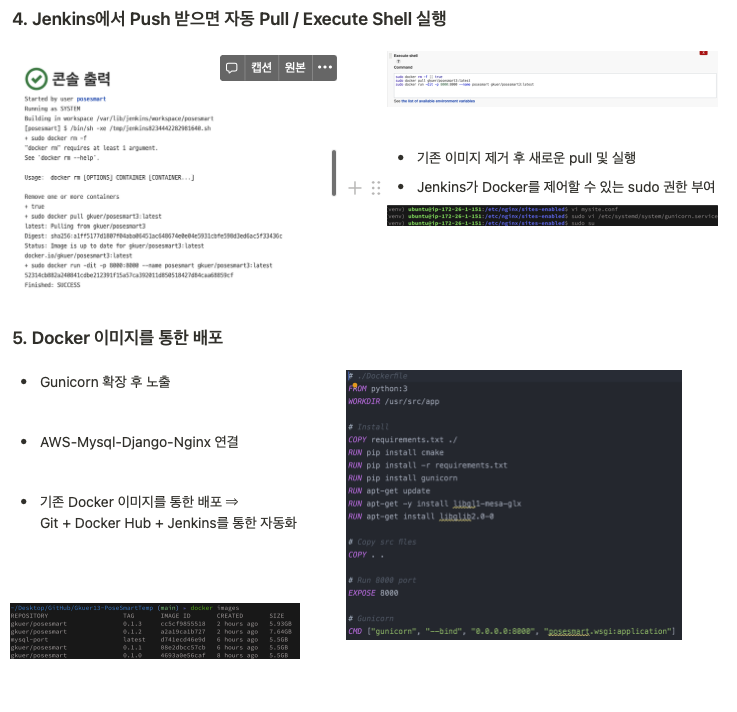 4. Jenkins에서 Push 받으면 자동 Pull / Execute Shell 실행
캡션 원본 •••
콘솔 출력
Started by user posesmart
Running as SYSTEM
Building in workspace /var/lib/jenkins/workspace/posesmart
[posesmart] $ /bin/sh -xe /tmp/jenkins8234442282981640.sh
+ sudo docker rm -f
"docker rm" requires at least 1 argument.
See 'docker rm --help'.
Usage: docker rm [OPTIONS] CONTAINER [CONTAINER...]
Remove one or more containers
+ true
+ sudo docker pull gkuer/posesmart3:latest
latest: Pulling from gkuer/posesmart3
Status: Image is up to date for gkuer/posesmart3:latest
docker.io/gkuer/posesmart3:latest
+ sudo docker run -dit -p 8000:8000 --name posesmart gkuer/posesmart3:latest
Finished: SUCCESS
Execute shell
Command
sudo docker rm -f || true
sudo docker pull gkuer/posesmart3:latest
sudo docker run -dit -p 8000:8000 --name posesmart gkuer/posesmart3:latest
See the list of available environment variables
• 기존 이미지 제거 후 새로운 pull 및 실행
• Jenkins가 Docker를 제어할 수 있는 sudo 권한 부여
venv) ubuntu@ip-172-26-1-151:/etc/nginx/sites-enabled$ vi mysite.conf
venv) ubuntu@ip-172-26-1-151:/etc/nginx/sites-enabled$ sudo vi /etc/systemd/system/gunicorn.service
venv) ubuntu@ip-172-26-1-151:/etc/nginx/sites-enabled$ sudo su
5. Docker 이미지를 통한 배포
• Gunicorn 확장 후 노출
• AWS-Mysql-Django-Nginx 연결
• 기존 Docker 이미지를 통한 배포 ⇒
Git + Docker Hub + Jenkins를 통한 자동화
~/Desktop/GitHub/Gkuer13-PoseSmartTemp (main) - docker images
REPOSITORY TAG IMAGE ID CREATED SIZE
gkuer/posesmart 0.1.3 cc5cf9855518 2 hours ago 5.93GB
gkuer/posesmart 0.1.2 a2a19ca1b727 2 hours ago 7.64GB
mysql-port latest d741ecd46e9d 6 hours ago 5.5GB
gkuer/posesmart 0.1.1 88e2dbcc57cb 6 hours ago 5.5GB
gkuer/posesmart 0.1.0 4693a0e56caf 8 hours ago 5.5GB
# ./Dockerfile
FROM python:3
WORKDIR /usr/src/app
# Install
COPY requirements.txt ./
RUN pip install cmake
RUN pip install -r requirements.txt
RUN pip install gunicorn
RUN apt-get update
RUN apt-get -y install libgl1-mesa-glx
RUN apt-get install libglib2.0-0
# Copy src files
COPY . .
# Run 8000 port
EXPOSE 8000
# Gunicorn
CMD ["gunicorn", "--bind", "0.0.0.0:8000", "posesmart.wsgi:application"]